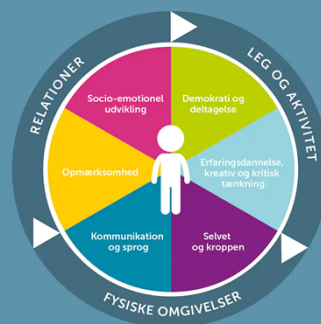 RELATIONER
LEG OG AKTIVITET
Socio-emotionel
udvikling
Demokrati og
deltagelse
Opmærksomhed
Erfaringsdannelse,
kreativ og kritisk
tænkning
Kommunikation
og sprog
Selvet
og kroppen
FYSISKE OMGIVELSER